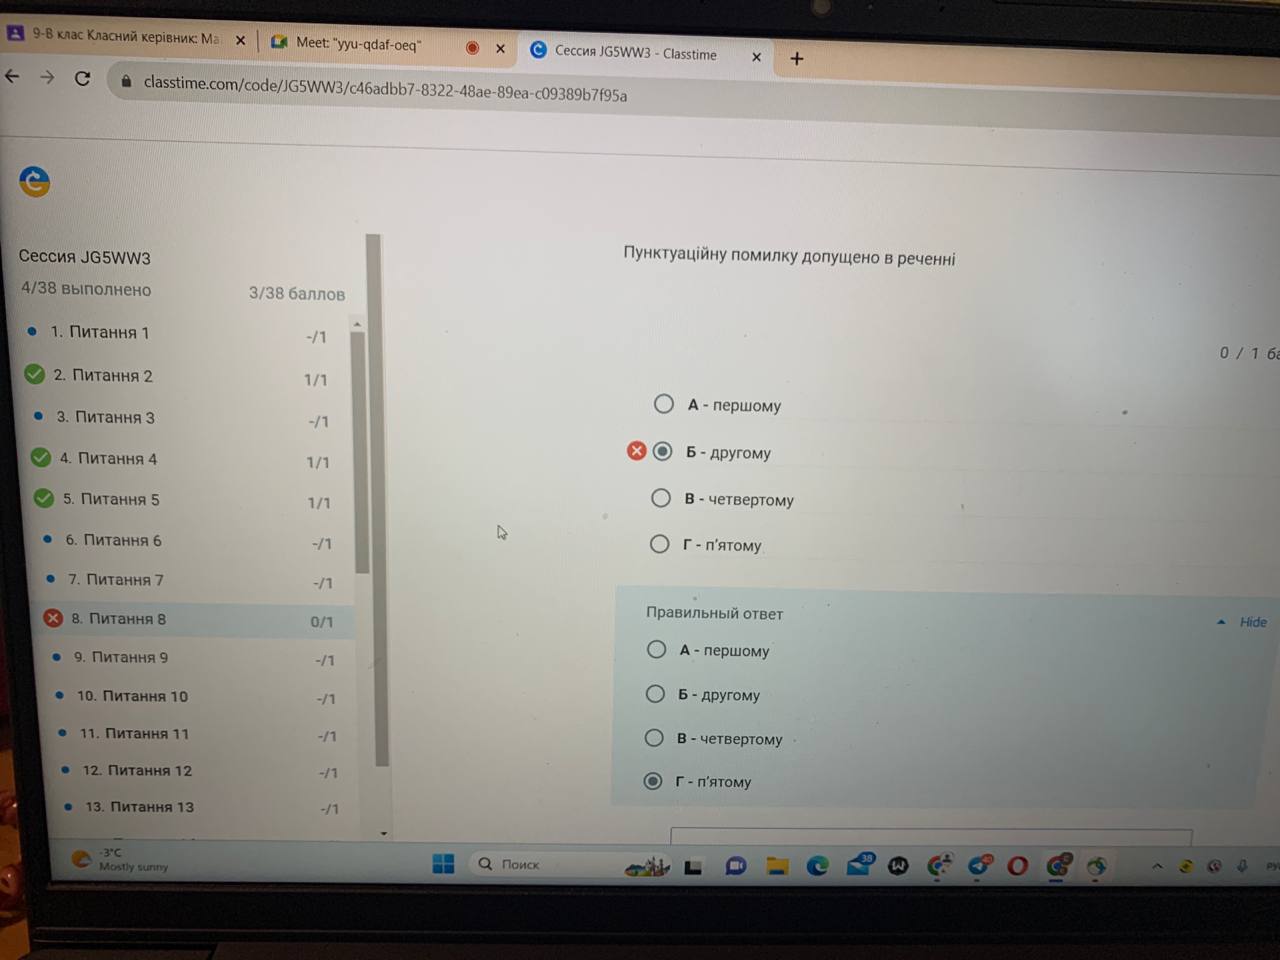 9-В клас Класний керівник: Ма
Meet: "yyu-qdaf-oeq"
Сессия JG5WW3 - Classtime
classtime.com/code/JG5WW3/c46adbb7-8322-48ae-89ea-c09389b7f95a
Сессия JG5WW3
4/38 выполнено
3/38 баллов
1. Питання 1 -/1
2. Питання 2 1/1
3. Питання 3 -/1
4. Питання 4 1/1
5. Питання 5 1/1
6. Питання 6 -/1
7. Питання 7 -/1
8. Питання 8 0/1
9. Питання 9 -/1
10. Питання 10 -/1
11. Питання 11 -/1
12. Питання 12 -/1
13. Питання 13 -/1
Пунктуаційну помилку допущено в реченні
0 / 1 ба
А - першому
Б - другому
В - четвертому
Г - п'ятому
Правильный ответ
Hide
А - першому
Б - другому
В - четвертому
Г - п'ятому
-3°C
Mostly sunny
Поиск
38
РУ